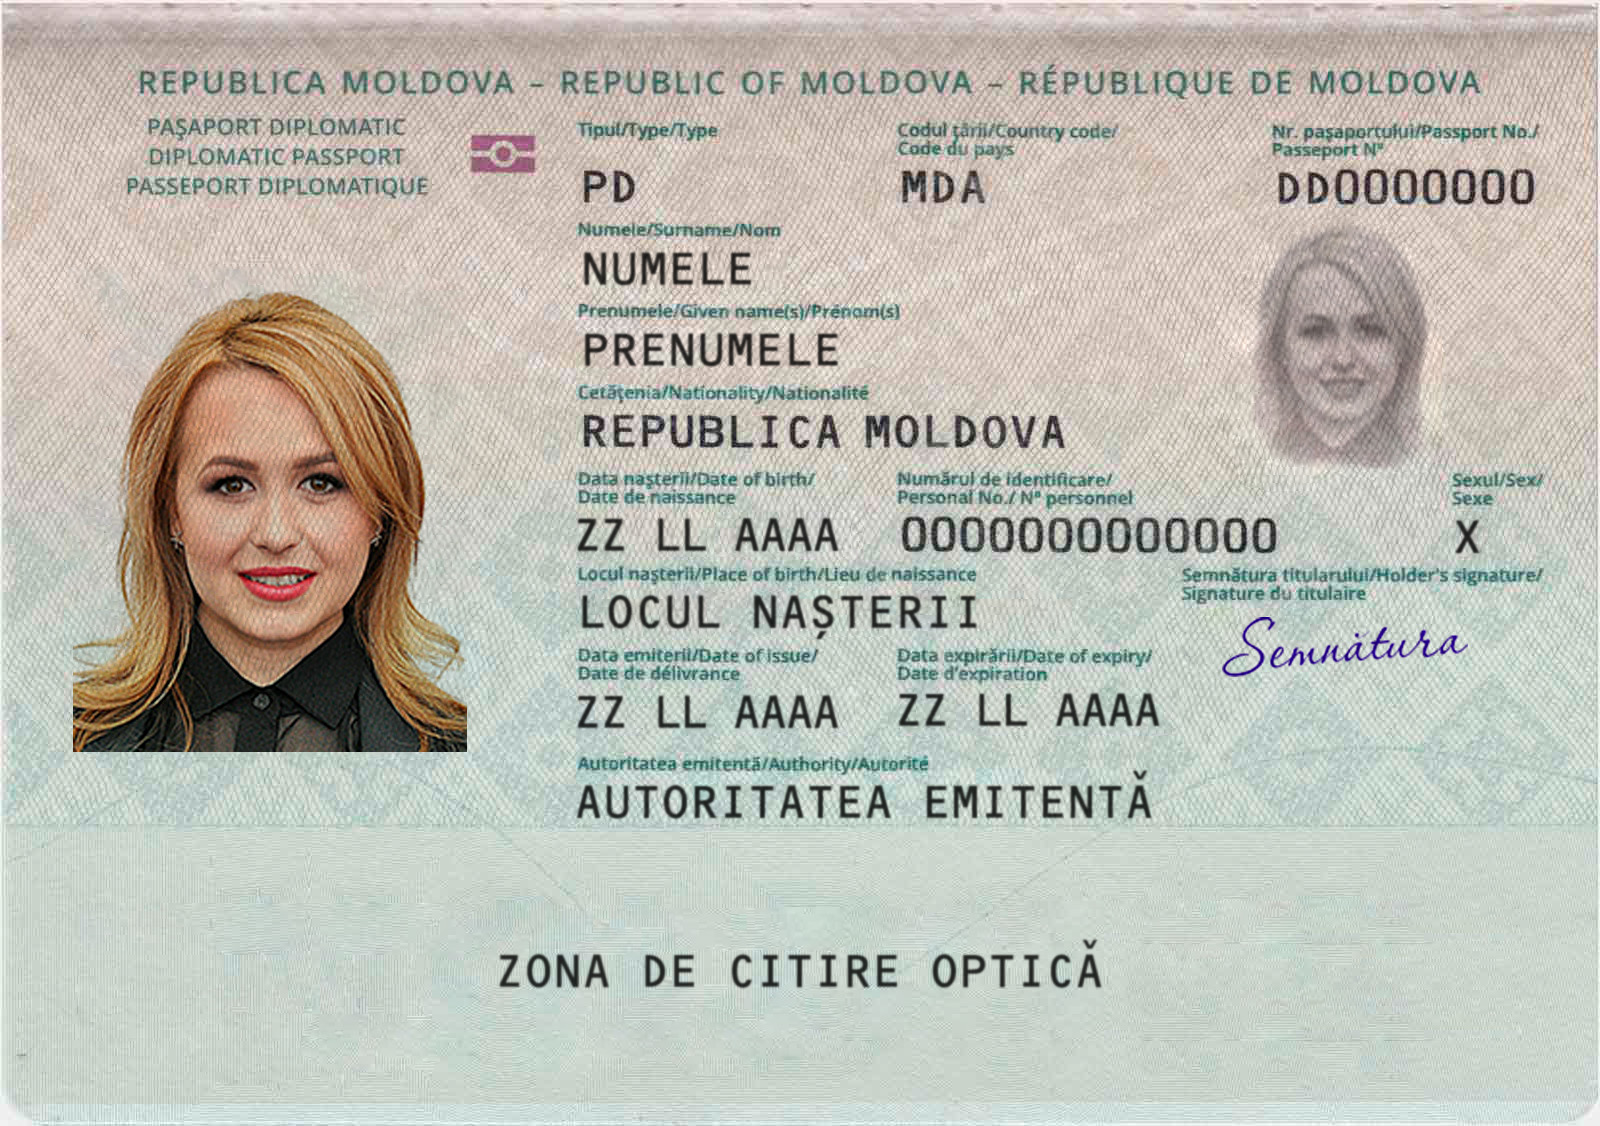 REPUBLICA MOLDOVA – REPUBLIC OF MOLDOVA – RÉPUBLIQUE DE MOLDOVA
PAŞAPORT DIPLOMATIC
DIPLOMATIC PASSPORT
PASSEPORT DIPLOMATIQUE
Tipul/Type/Type
PD
Codul ţării/Country code/
Code du pays
MDA
Nr. paşaportului/Passport No./
Passeport Nº
DD0000000
Numele/Surname/Nom
NUMELE
Prenumele/Given name(s)/Prénom(s)
PRENUMELE
Cetăţenia/Nationality/Nationalité
REPUBLICA MOLDOVA
Data naşterii/Date of birth/
Date de naissance
ZZ LL AAAA
Numărul de identificare/
Personal No./ Nº personnel
0000000000000
Sexul/Sex/
Sexe
X
Locul naşterii/Place of birth/Lieu de naissance
LOCUL NAȘTERII
Semnătura titularului/Holder's signature/
Signature du titulaire
Semnătura
Data emiterii/Date of issue/
Date de délivrance
ZZ LL AAAA
Data expirării/Date of expiry/
Date d'expiration
ZZ LL AAAA
Autoritatea emitentă/Authority/Autorité
AUTORITATEA EMITENTĂ
ZONA DE CITIRE OPTICĂ